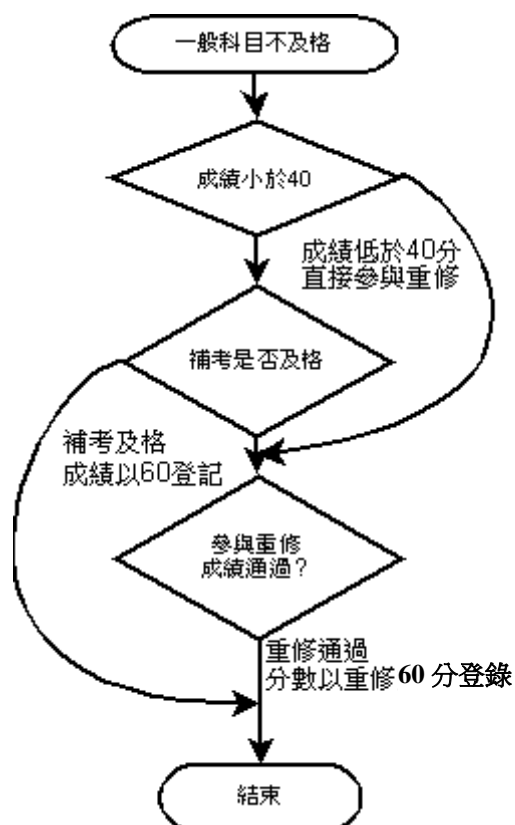 一般科目不及格
成績小於40
成績低於40分
直接參與重修
補考是否及格
補考及格
成績以60登記
參與重修
成績通過?
重修通過
分數以重修60 分登錄
結束